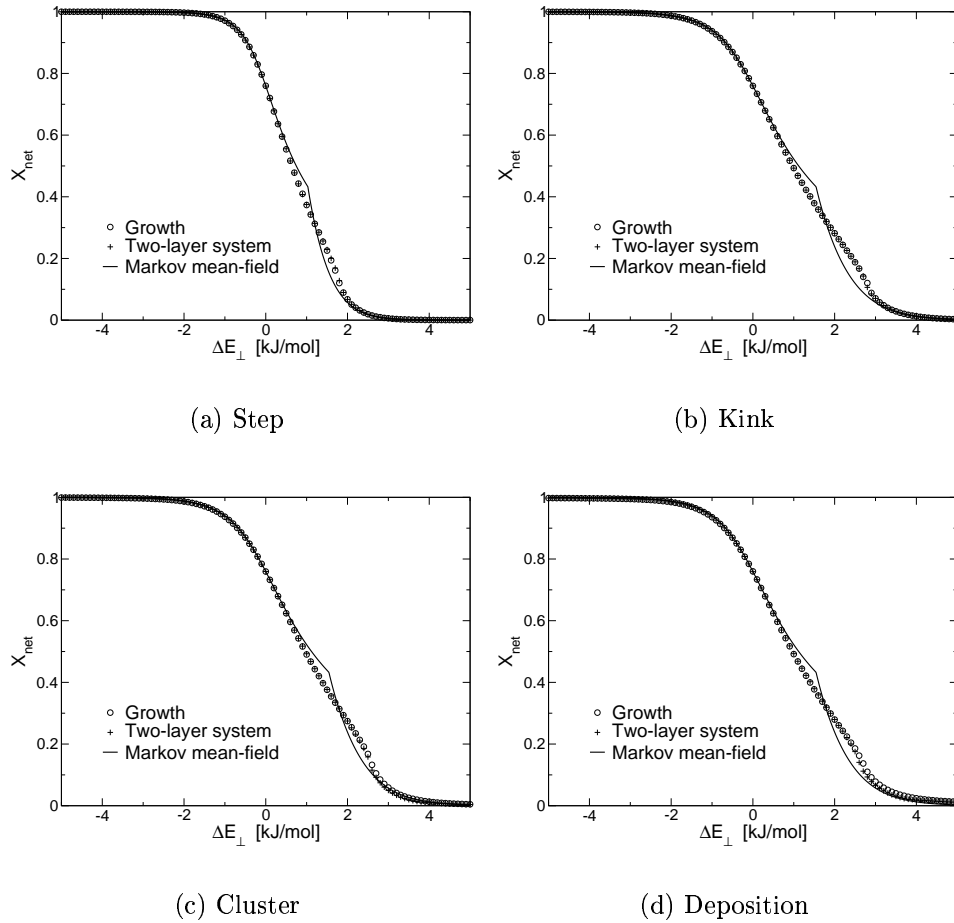 1
0.8
0.6
0.4
0.2
0
X_net
Growth
Two-layer system
Markov mean-field
-4 -2 0 2 4
ΔE⊥ [kJ/mol]
(a) Step
1
0.8
0.6
0.4
0.2
0
X_net
Growth
Two-layer system
Markov mean-field
-4 -2 0 2 4
ΔE⊥ [kJ/mol]
(b) Kink
1
0.8
0.6
0.4
0.2
0
X_net
Growth
Two-layer system
Markov mean-field
-4 -2 0 2 4
ΔE⊥ [kJ/mol]
(c) Cluster
1
0.8
0.6
0.4
0.2
0
X_net
Growth
Two-layer system
Markov mean-field
-4 -2 0 2 4
ΔE⊥ [kJ/mol]
(d) Deposition